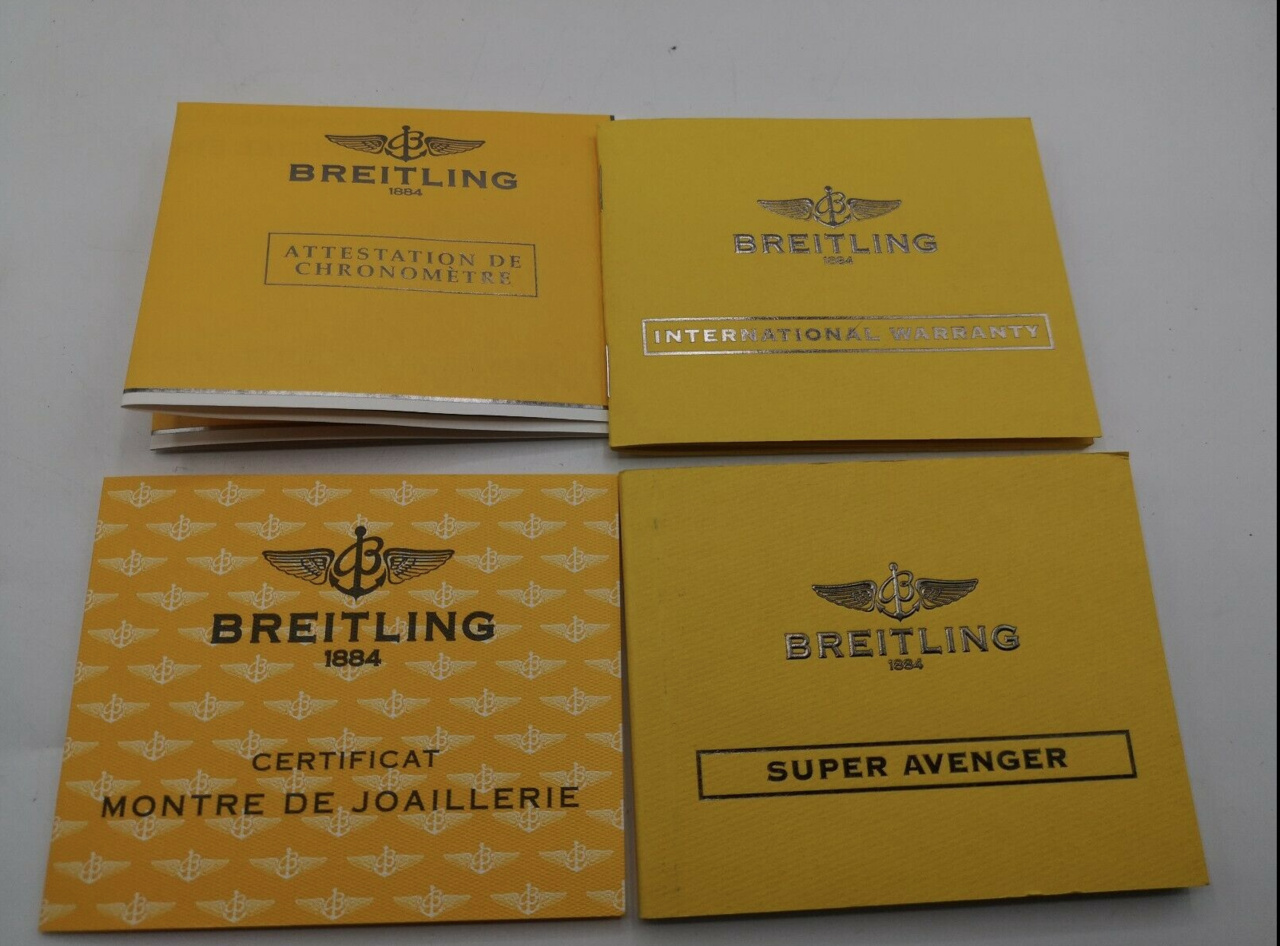 BREITLING
1884
ATTESTATION DE
CHRONOMÈTRE
BREITLING
1884
INTERNATIONAL WARRANTY
BREITLING
1884
CERTIFICAT
MONTRE DE JOAILLERIE
BREITLING
1884
SUPER AVENGER